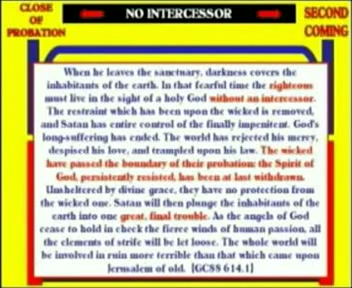 CLOSE OF PROBATION
NO INTERCESSOR
SECOND COMING
When he leaves the sanctuary, darkness covers the
inhabitants of the earth. In that fearful time the righteous
must live in the sight of a holy God without an intercessor.
The restraint which has been upon the wicked is removed,
and Satan has entire control of the finally impenitent. God's
long-suffering has ended. The world has rejected his mercy,
despised his love, and trampled upon his law. The wicked
have passed the boundary of their probation; the Spirit of
God, persistently resisted, has been at last withdrawn.
Unsheltered by divine grace, they have no protection from
the wicked one. Satan will then plunge the inhabitants of the
earth into one great, final trouble. As the angels of God
cease to hold in check the fierce winds of human passion, all
the elements of strife will be let loose. The whole world will
be involved in ruin more terrible than that which came upon
Jerusalem of old. {GC88 614.1}